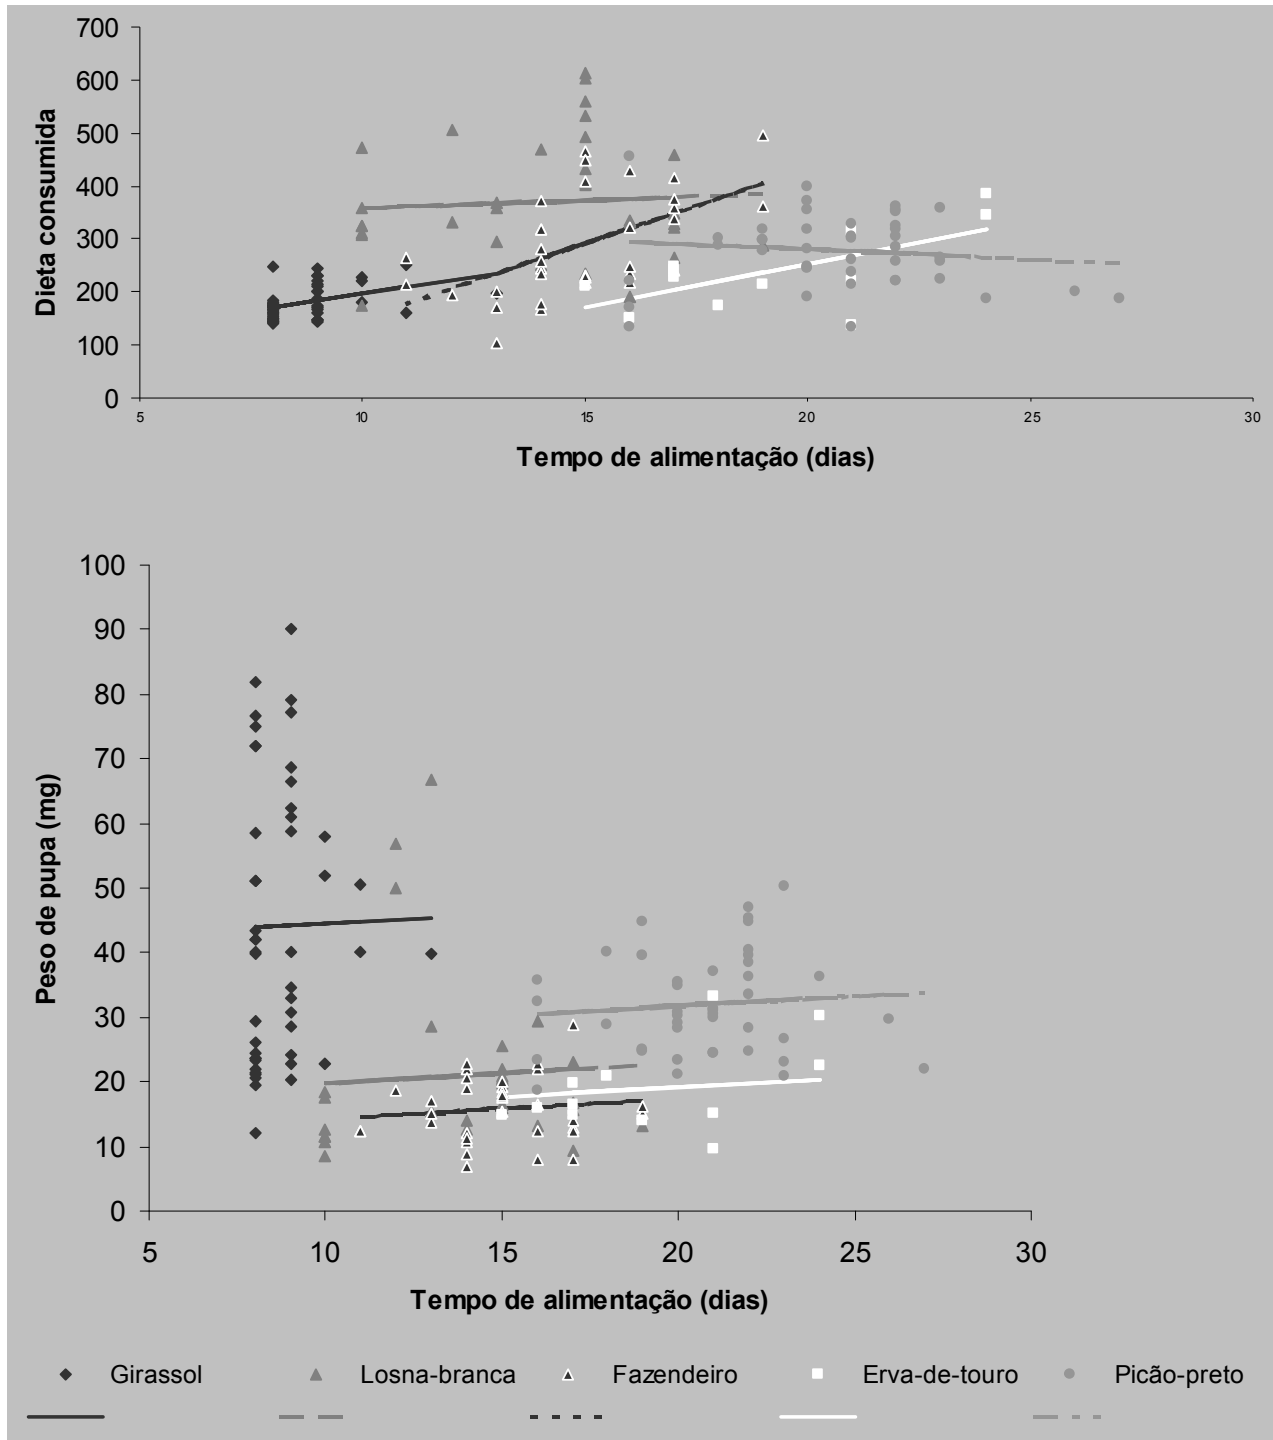 700
600
500
400
300
200
100
0
Dieta consumida
5 10 15 20 25 30
Tempo de alimentação (dias)
100
90
80
70
60
50
40
30
20
10
0
Peso de pupa (mg)
5 10 15 20 25 30
Tempo de alimentação (dias)
Girassol Losna-branca Fazendeiro Erva-de-touro Picão-preto